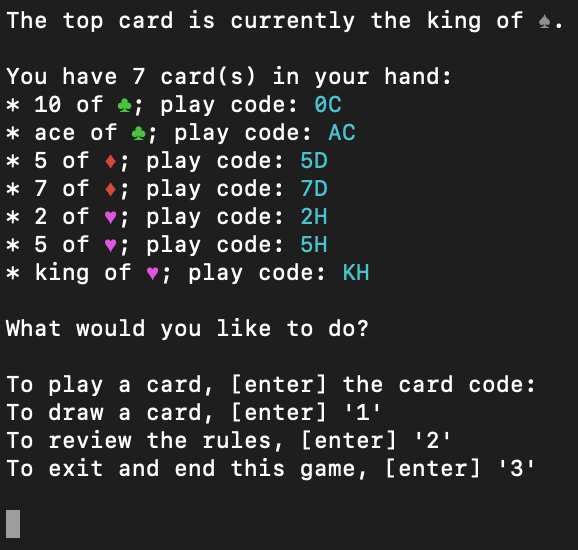 The top card is currently the king of ♠.
You have 7 card(s) in your hand:
* 10 of ♣; play code: 0C
* ace of ♣; play code: AC
* 5 of ♦; play code: 5D
* 7 of ♦; play code: 7D
* 2 of ♥; play code: 2H
* 5 of ♥; play code: 5H
* king of ♥; play code: KH
What would you like to do?
To play a card, [enter] the card code:
To draw a card, [enter] '1'
To review the rules, [enter] '2'
To exit and end this game, [enter] '3'